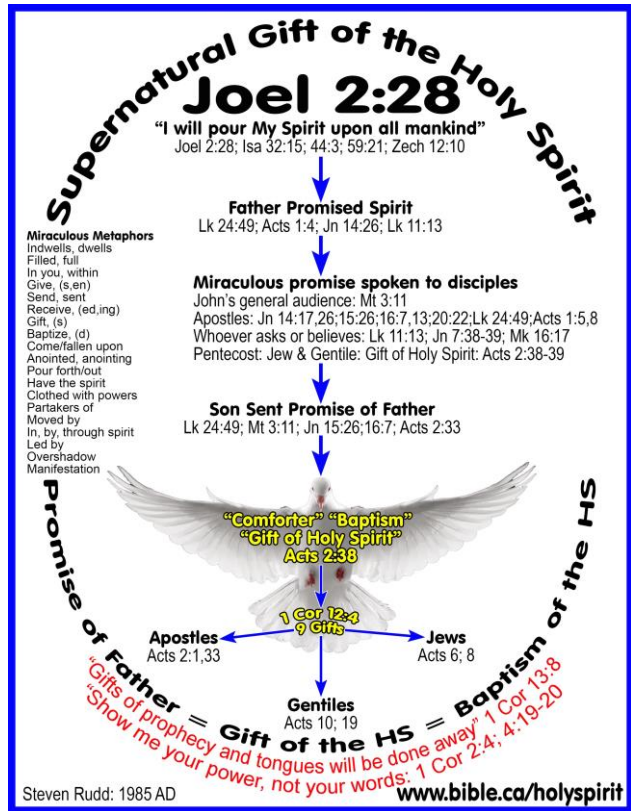 Supernatural Gift of the Holy Spirit
Joel 2:28
“I will pour My Spirit upon all mankind”
Joel 2:28; Isa 32:15; 44:3; 59:21; Zech 12:10
Father Promised Spirit
Lk 24:49; Acts 1:4; Jn 14:26; Lk 11:13
Miraculous Metaphors
Indwells, dwells
Filled, full
In you, within
Give, (s,en)
Send, sent
Receive, (ed,ing)
Gift, (s)
Baptize, (d)
Come/fallen upon
Anointed, anointing
Pour forth/out
Have the spirit
Clothed with powers
Partakers of
Moved by
In, by, through spirit
Led by
Overshadow
Manifestation
Miraculous promise spoken to disciples
John's general audience: Mt 3:11
Apostles: Jn 14:17,26;15:26;16:7,13;20:22;Lk 24:49;Acts 1:5,8
Whoever asks or believes: Lk 11:13; Jn 7:38-39; Mk 16:17
Pentecost: Jew & Gentile: Gift of Holy Spirit: Acts 2:38-39
Son Sent Promise of Father
Lk 24:49; Mt 3:11; Jn 15:26;16:7; Acts 2:33
“Comforter” “Baptism”
“Gift of Holy Spirit”
Acts 2:38
1 Cor 12:4
9 Gifts
Apostles
Acts 2:1,33
Jews
Acts 6; 8
Gentiles
Acts 10; 19
Promise of Father = Gift of the HS = Baptism of the HS
“Gifts of prophecy and tongues will be done away” 1 Cor 13:8
“Show me your power, not your words: 1 Cor 2:4; 4:19-20
Steven Rudd: 1985 AD
www.bible.ca/holyspirit